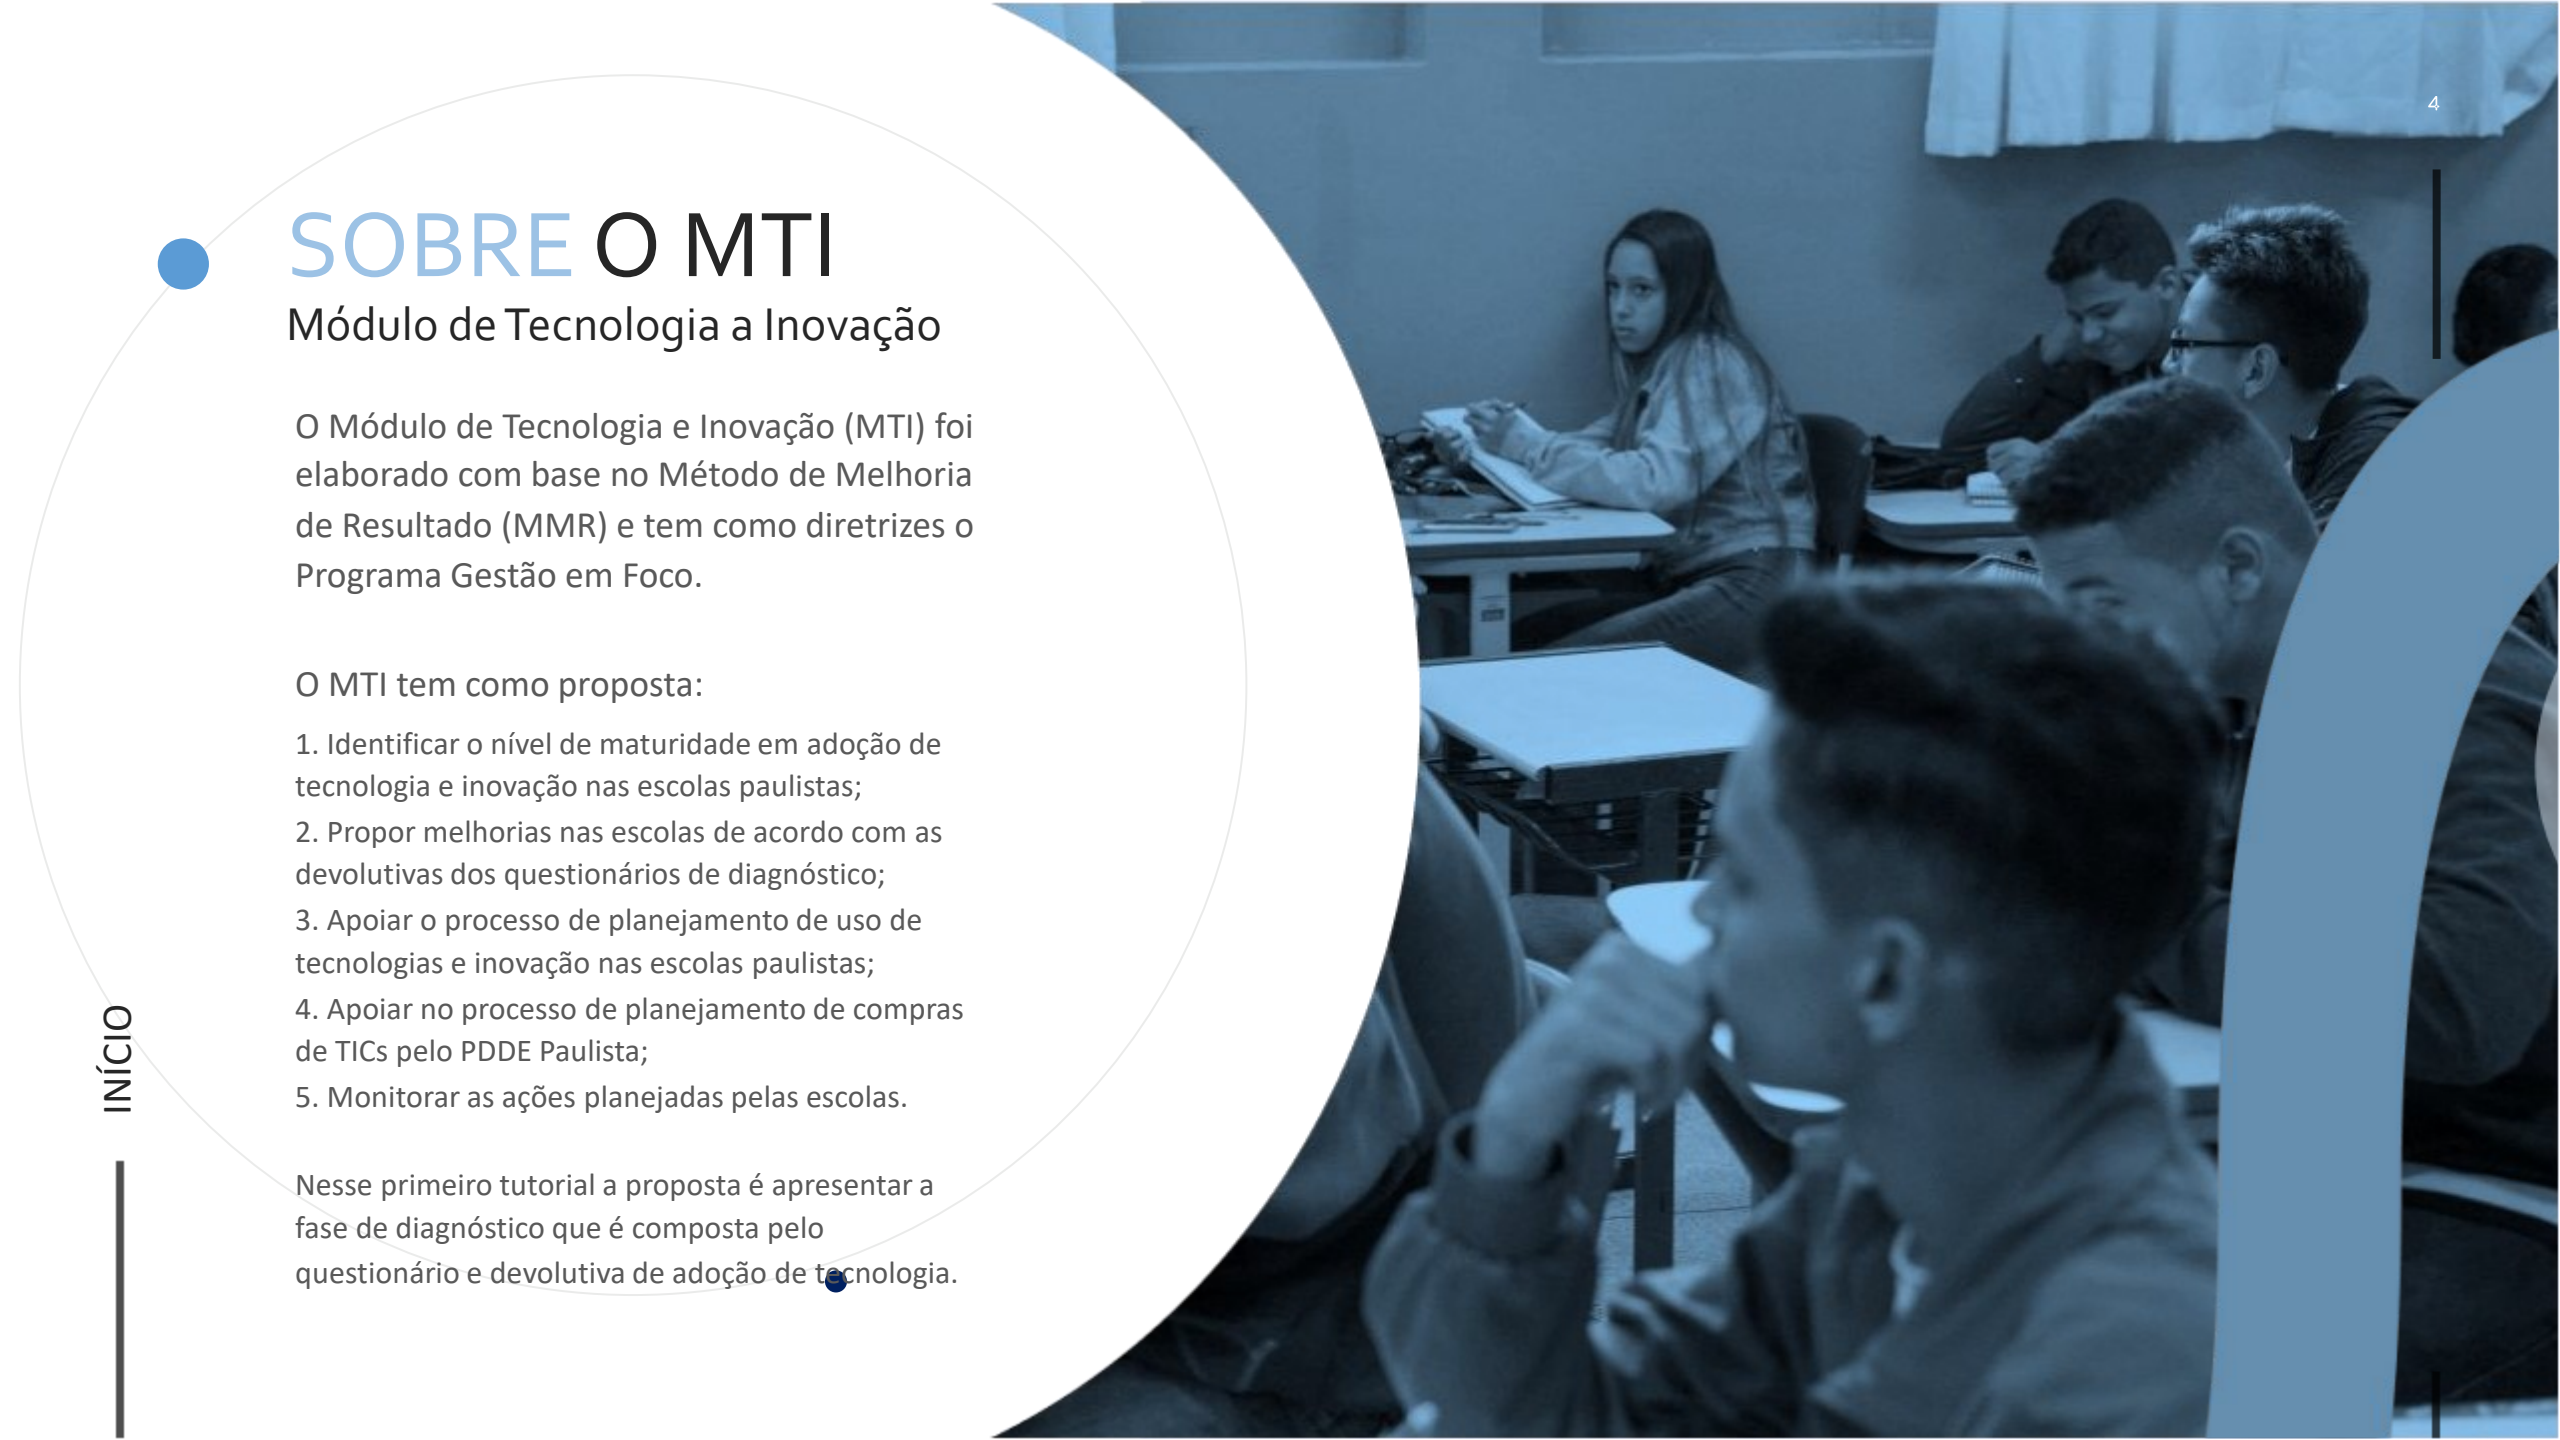 4
SOBRE O MTI
Módulo de Tecnologia a Inovação
O Módulo de Tecnologia e Inovação (MTI) foi
elaborado com base no Método de Melhoria
de Resultado (MMR) e tem como diretrizes o
Programa Gestão em Foco.
O MTI tem como proposta:
1. Identificar o nível de maturidade em adoção de
tecnologia e inovação nas escolas paulistas;
2. Propor melhorias nas escolas de acordo com as
devolutivas dos questionários de diagnóstico;
3. Apoiar o processo de planejamento de uso de
tecnologias e inovação nas escolas paulistas;
4. Apoiar no processo de planejamento de compras
de TICs pelo PDDE Paulista;
5. Monitorar as ações planejadas pelas escolas.
Nesse primeiro tutorial a proposta é apresentar a
fase de diagnóstico que é composta pelo
questionário e devolutiva de adoção de tecnologia.
INÍCIO